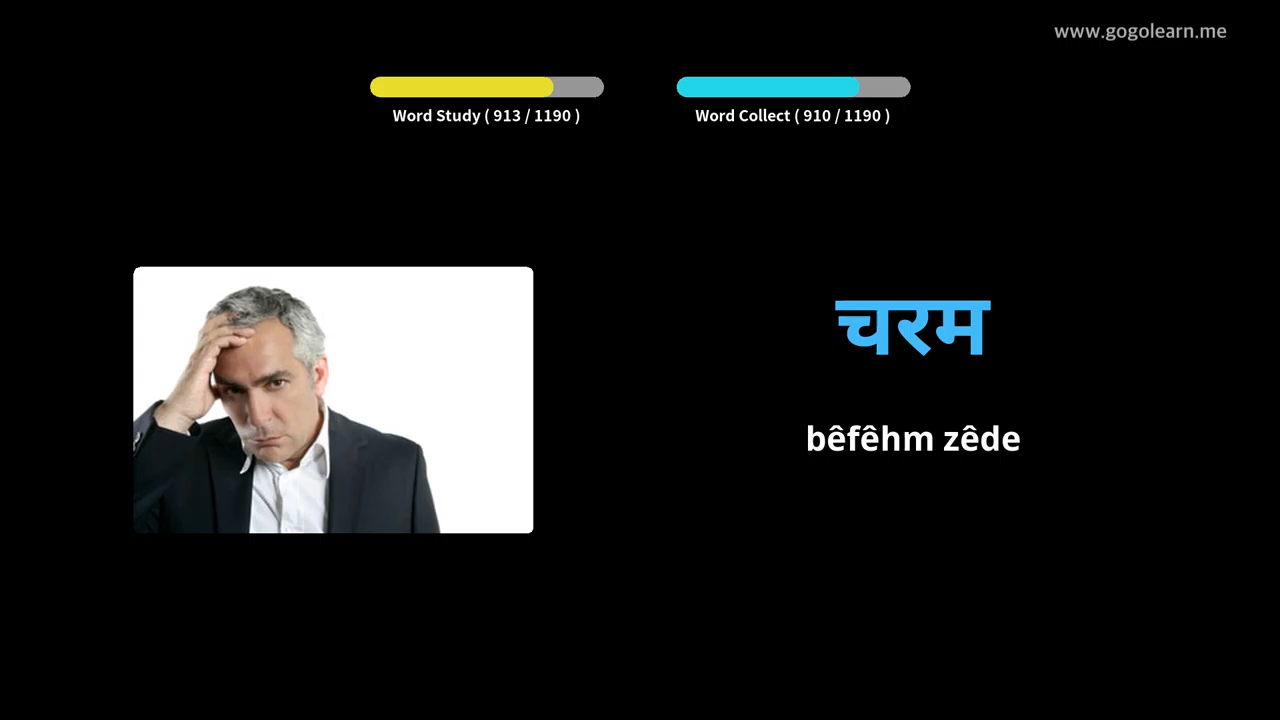 www.gogolearn.me
Word Study ( 913 / 1190 )
Word Collect ( 910 / 1190 )
चरम
bêfêhm zêde